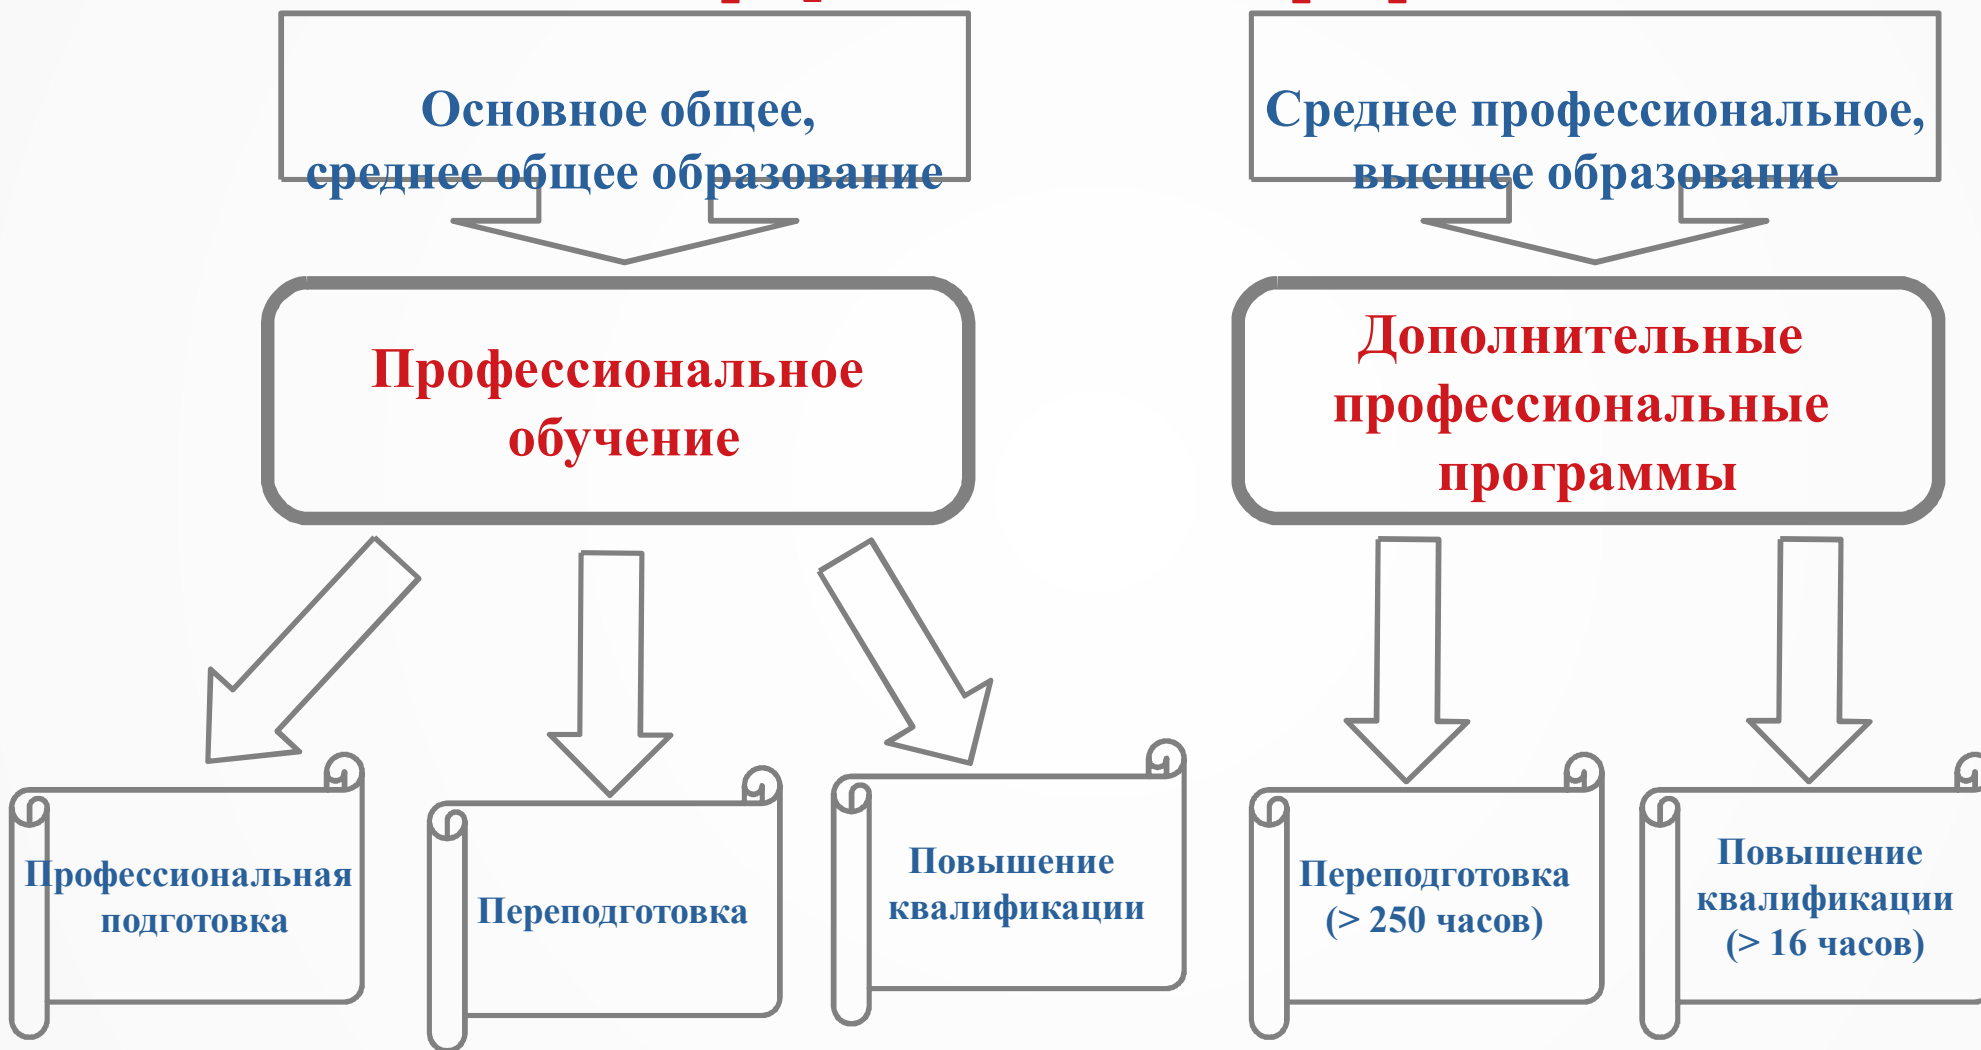 Основное общее,
среднее общее образование
Среднее профессиональное,
высшее образование
Профессиональное
обучение
Дополнительные
профессиональные
программы
Профессиональная
подготовка
Переподготовка
Повышение
квалификации
Переподготовка
(> 250 часов)
Повышение
квалификации
(> 16 часов)